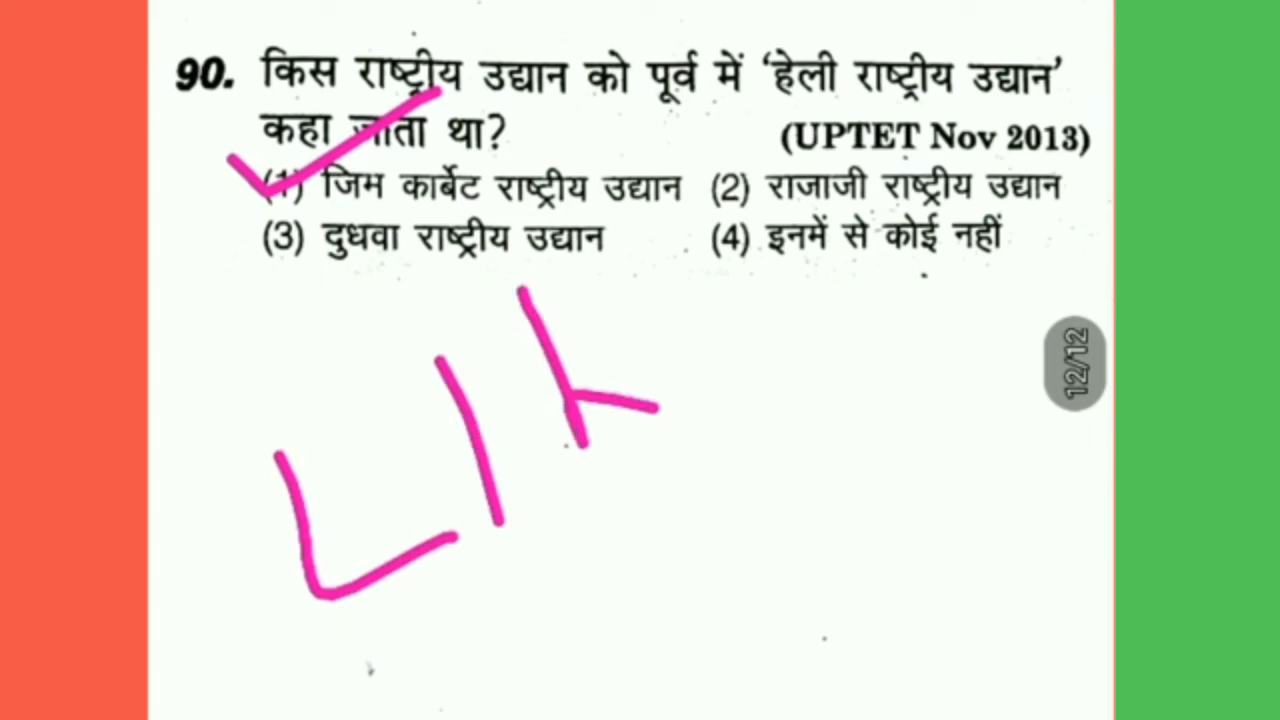 90. किस राष्ट्रीय उद्यान को पूर्व में ‘हेली राष्ट्रीय उद्यान’
कहा जाता था? (UPTET Nov 2013)
(1) जिम कार्बेट राष्ट्रीय उद्यान (2) राजाजी राष्ट्रीय उद्यान
(3) दुधवा राष्ट्रीय उद्यान (4) इनमें से कोई नहीं
12/12